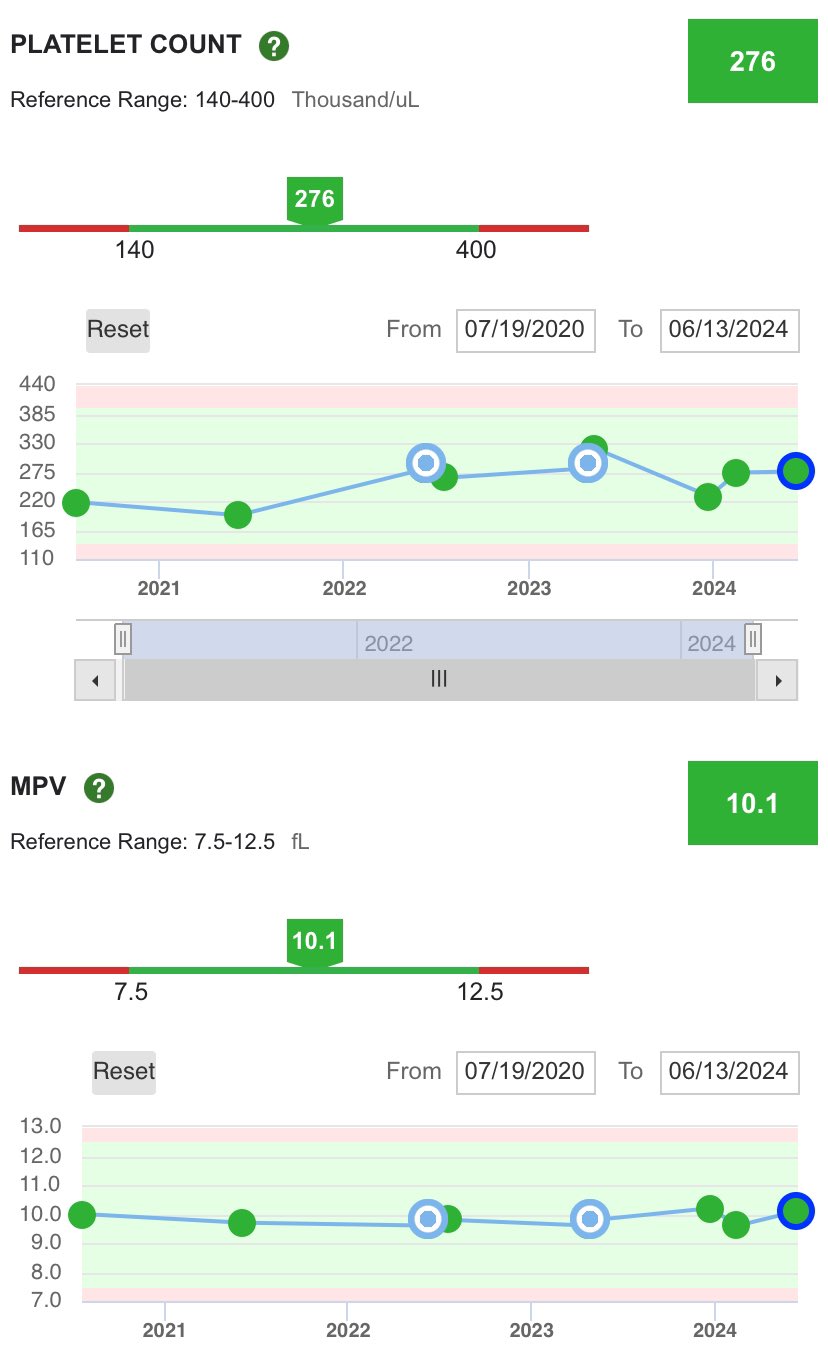 PLATELET COUNT ?
276
Reference Range: 140-400 Thousand/uL
276
140 400
Reset From 07/19/2020 To 06/13/2024
440
385
330
275
220
165
110
2021 2022 2023 2024
2022 2024
MPV ?
10.1
Reference Range: 7.5-12.5 fL
10.1
7.5 12.5
Reset From 07/19/2020 To 06/13/2024
13.0
12.0
11.0
10.0
9.0
8.0
7.0
2021 2022 2023 2024